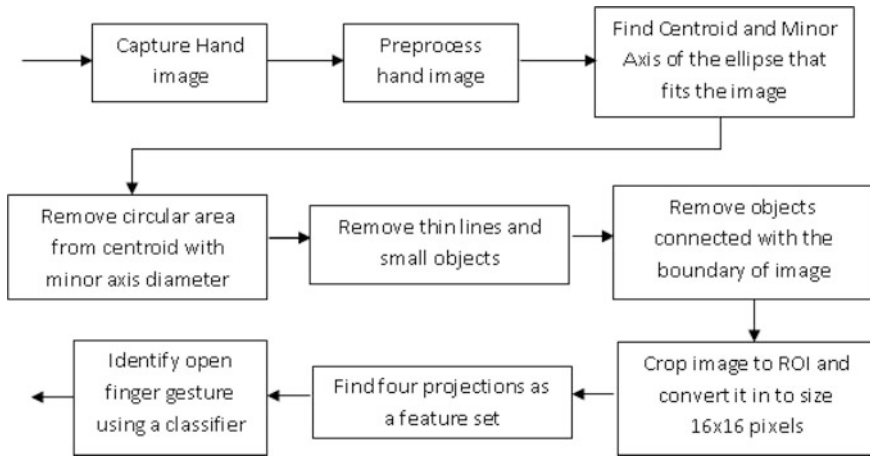 Capture Hand
image
Preprocess
hand image
Find Centroid and Minor
Axis of the ellipse that
fits the image
Remove circular area
from centroid with
minor axis diameter
Remove thin lines and
small objects
Remove objects
connected with the
boundary of image
Identify open
finger gesture
using a classifier
Find four projections as
a feature set
Crop image to ROI and
convert it in to size
16x16 pixels